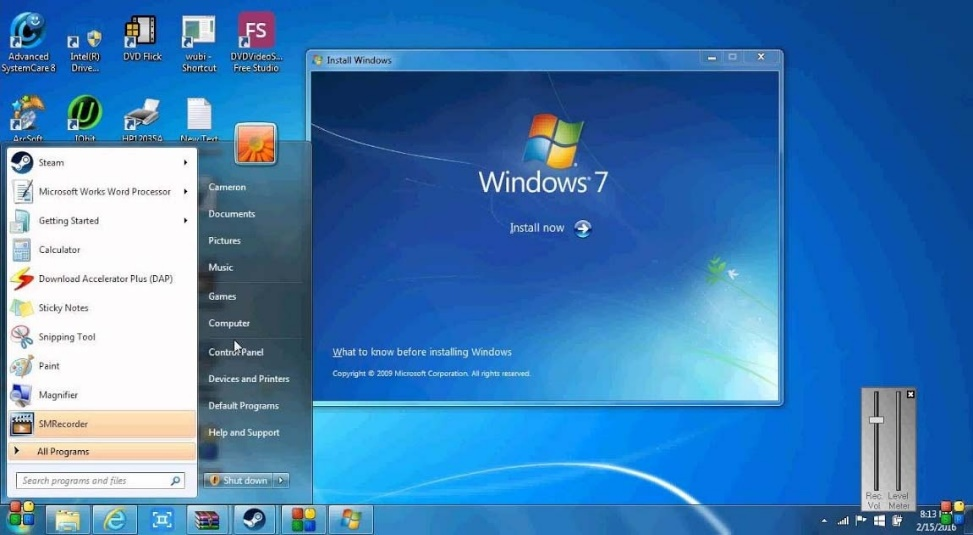 Advanced
SystemCare 8
Intel(R)
Drive...
DVD Flick
wubi -
Shortcut
FS
DVDVideoS...
Free Studio
ArcSoft
IObit
HP1203SA
New Text
Install Windows
Windows 7
Install now
What to know before installing Windows
Copyright © 2009 Microsoft Corporation. All rights reserved.
Steam
Microsoft Works Word Processor
Getting Started
Calculator
Download Accelerator Plus (DAP)
Sticky Notes
Snipping Tool
Paint
Magnifier
SMRecorder
All Programs
Search programs and files
Cameron
Documents
Pictures
Music
Games
Computer
Control Panel
Devices and Printers
Default Programs
Help and Support
Shut down
Rec Level
Vol Meter
8:13
2/15/2016